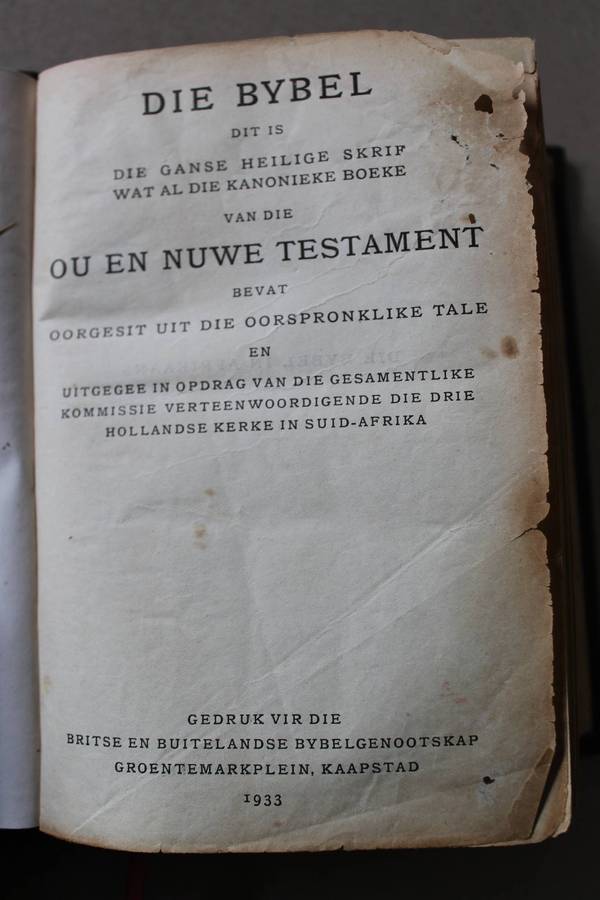 DIE BYBEL
DIT IS
DIE GANSE HEILIGE SKRIF
WAT AL DIE KANONIEKE BOEKE
VAN DIE
OU EN NUWE TESTAMENT
BEVAT
OORGESIT UIT DIE OORSPRONKLIKE TALE
EN
UITGEGEE IN OPDRAG VAN DIE GESAMENTLIKE
KOMMISSIE VERTEENWOORDIGENDE DIE DRIE
HOLLANDSE KERKE IN SUID-AFRIKA
GEDRUK VIR DIE
BRITSE EN BUITELANDSE BYBELGENOOTSKAP
GROENTEMARKPLEIN, KAAPSTAD
1933